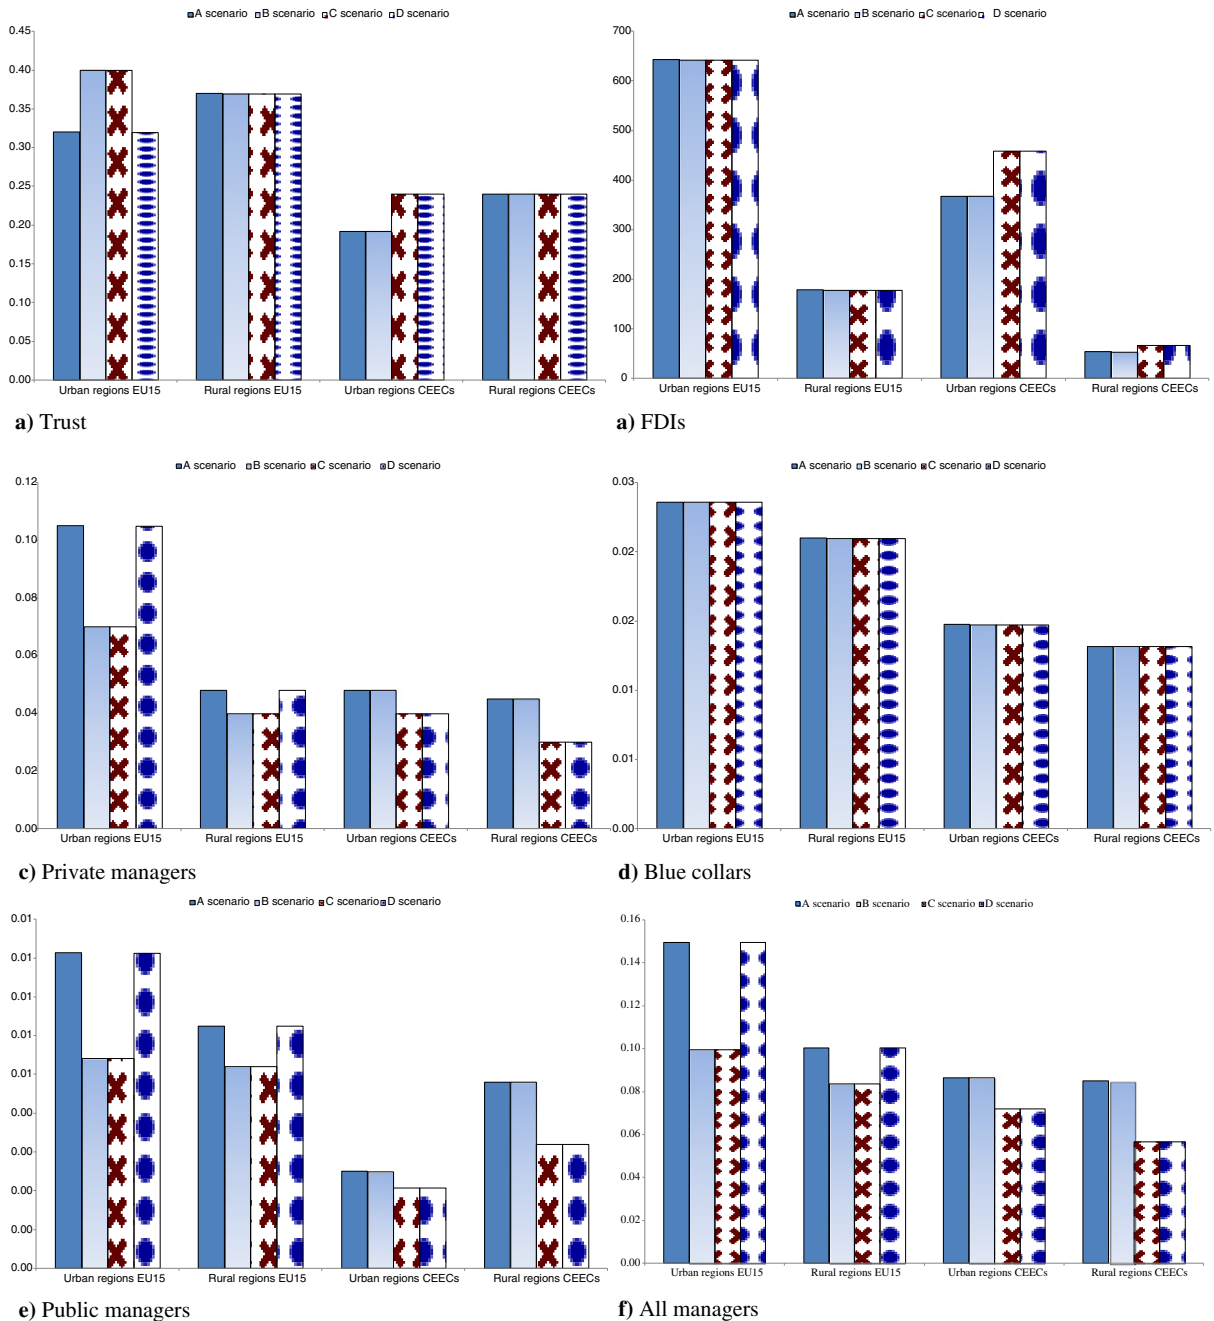 A scenario B scenario C scenario D scenario
0.45
0.40
0.35
0.30
0.25
0.20
0.15
0.10
0.05
0.00
Urban regions EU15 Rural regions EU15 Urban regions CEECs Rural regions CEECs
a) Trust
A scenario B scenario C scenario D scenario
700
600
500
400
300
200
100
0
Urban regions EU15 Rural regions EU15 Urban regions CEECs Rural regions CEECs
a) FDIs
A scenario B scenario C scenario D scenario
0.12
0.10
0.08
0.06
0.04
0.02
0.00
Urban regions EU15 Rural regions EU15 Urban regions CEECs Rural regions CEECs
c) Private managers
A scenario B scenario C scenario D scenario
0.03
0.02
0.02
0.01
0.01
0.00
Urban regions EU15 Rural regions EU15 Urban regions CEECs Rural regions CEECs
d) Blue collars
A scenario B scenario C scenario D scenario
0.01
0.01
0.01
0.01
0.01
0.00
0.00
0.00
0.00
0.00
Urban regions EU15 Rural regions EU15 Urban regions CEECs Rural regions CEECs
e) Public managers
A scenario B scenario C scenario D scenario
0.16
0.14
0.12
0.10
0.08
0.06
0.04
0.02
0.00
Urban regions EU15 Rural regions EU15 Urban regions CEECs Rural regions CEECs
f) All managers